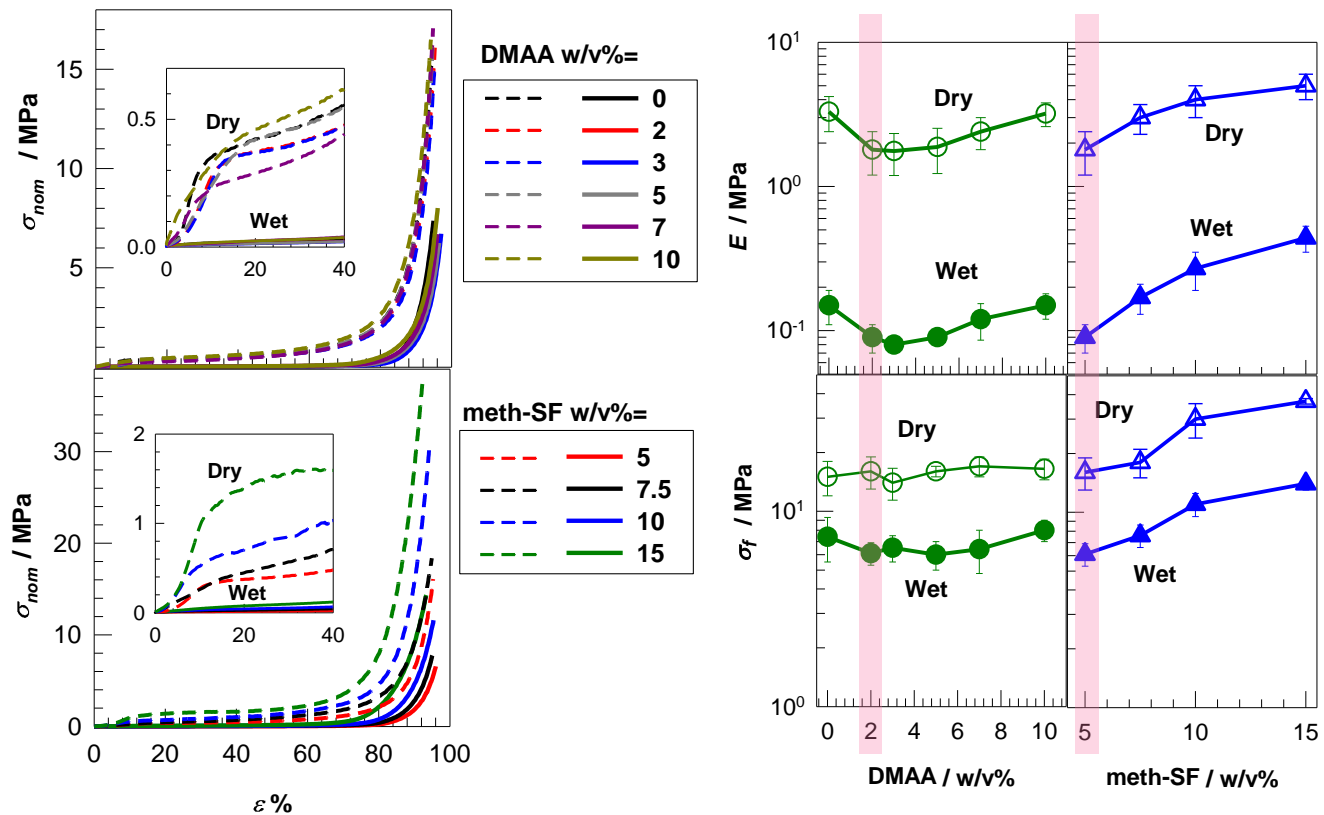 15
10
5
σnom / MPa
0.5
0.0
0 20 40
Dry
Wet
DMAA w/v%=
0
2
3
5
7
10
30
20
10
0
σnom / MPa
2
1
0
0 20 40
Dry
Wet
0 20 40 60 80 100
ε %
meth-SF w/v%=
5
7.5
10
15
10¹
10⁰
10⁻¹
E / MPa
Dry
Wet
Dry
Wet
10¹
10⁰
σf / MPa
Dry
Wet
Dry
Wet
0 2 4 6 8 10
5 10 15
DMAA / w/v%
meth-SF / w/v%